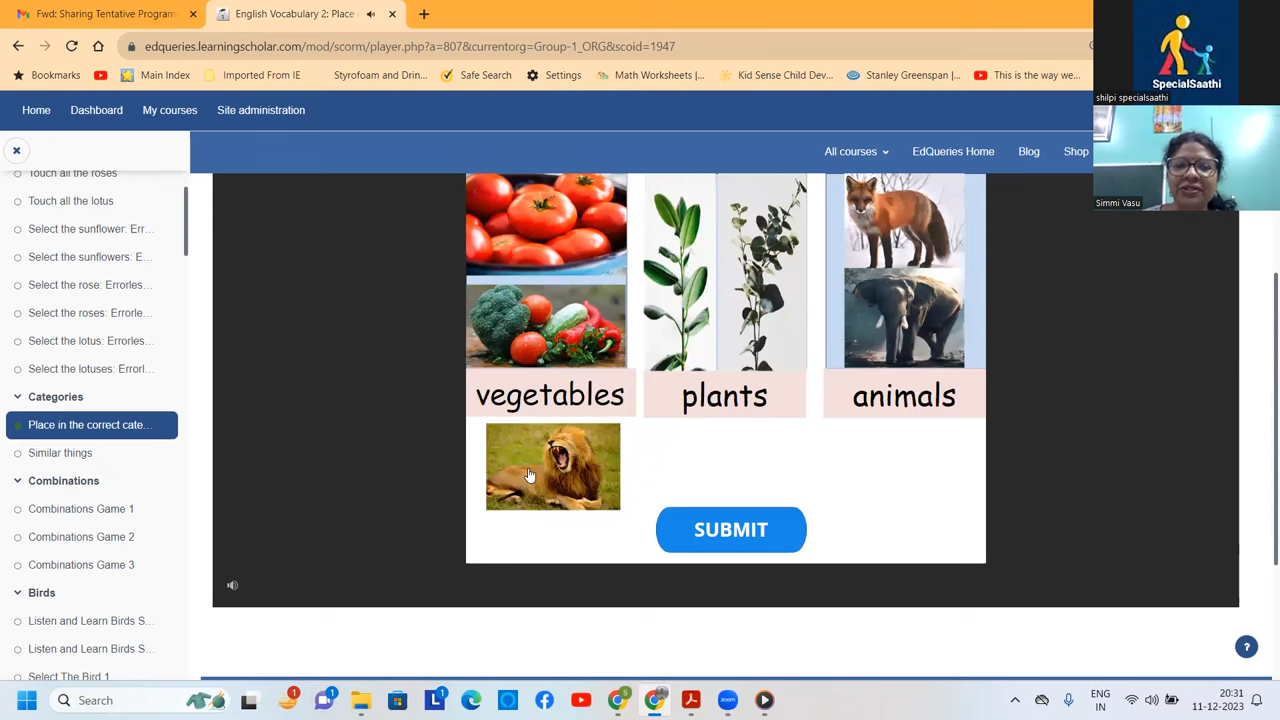 Fwd: Sharing Tentative Program
English Vocabulary 2: Place
edqueries.learningscholar.com/mod/scorm/player.php?a=807&currentorg=Group-1_ORG&scoid=1947
Bookmarks
Main Index
Imported From IE
Styrofoam and Drin...
Safe Search
Settings
Math Worksheets |...
Kid Sense Child Dev...
Stanley Greenspan |...
This is the way we...
SpecialSaathi
shilpi specialsaathi
Simmi Vasu
Home
Dashboard
My courses
Site administration
All courses
EdQueries Home
Blog
Shop
Touch all the roses
Touch all the lotus
Select the sunflower: Err...
Select the sunflowers: E...
Select the rose: Errorles...
Select the roses: Errorle...
Select the lotus: Errorles...
Select the lotuses: Errorl...
Categories
Place in the correct cate...
Similar things
Combinations
Combinations Game 1
Combinations Game 2
Combinations Game 3
Birds
Listen and Learn Birds S...
Listen and Learn Birds S...
Select The Bird 1
vegetables
plants
animals
SUBMIT
?
Search
1
1
1
ENG
IN
20:31
11-12-2023